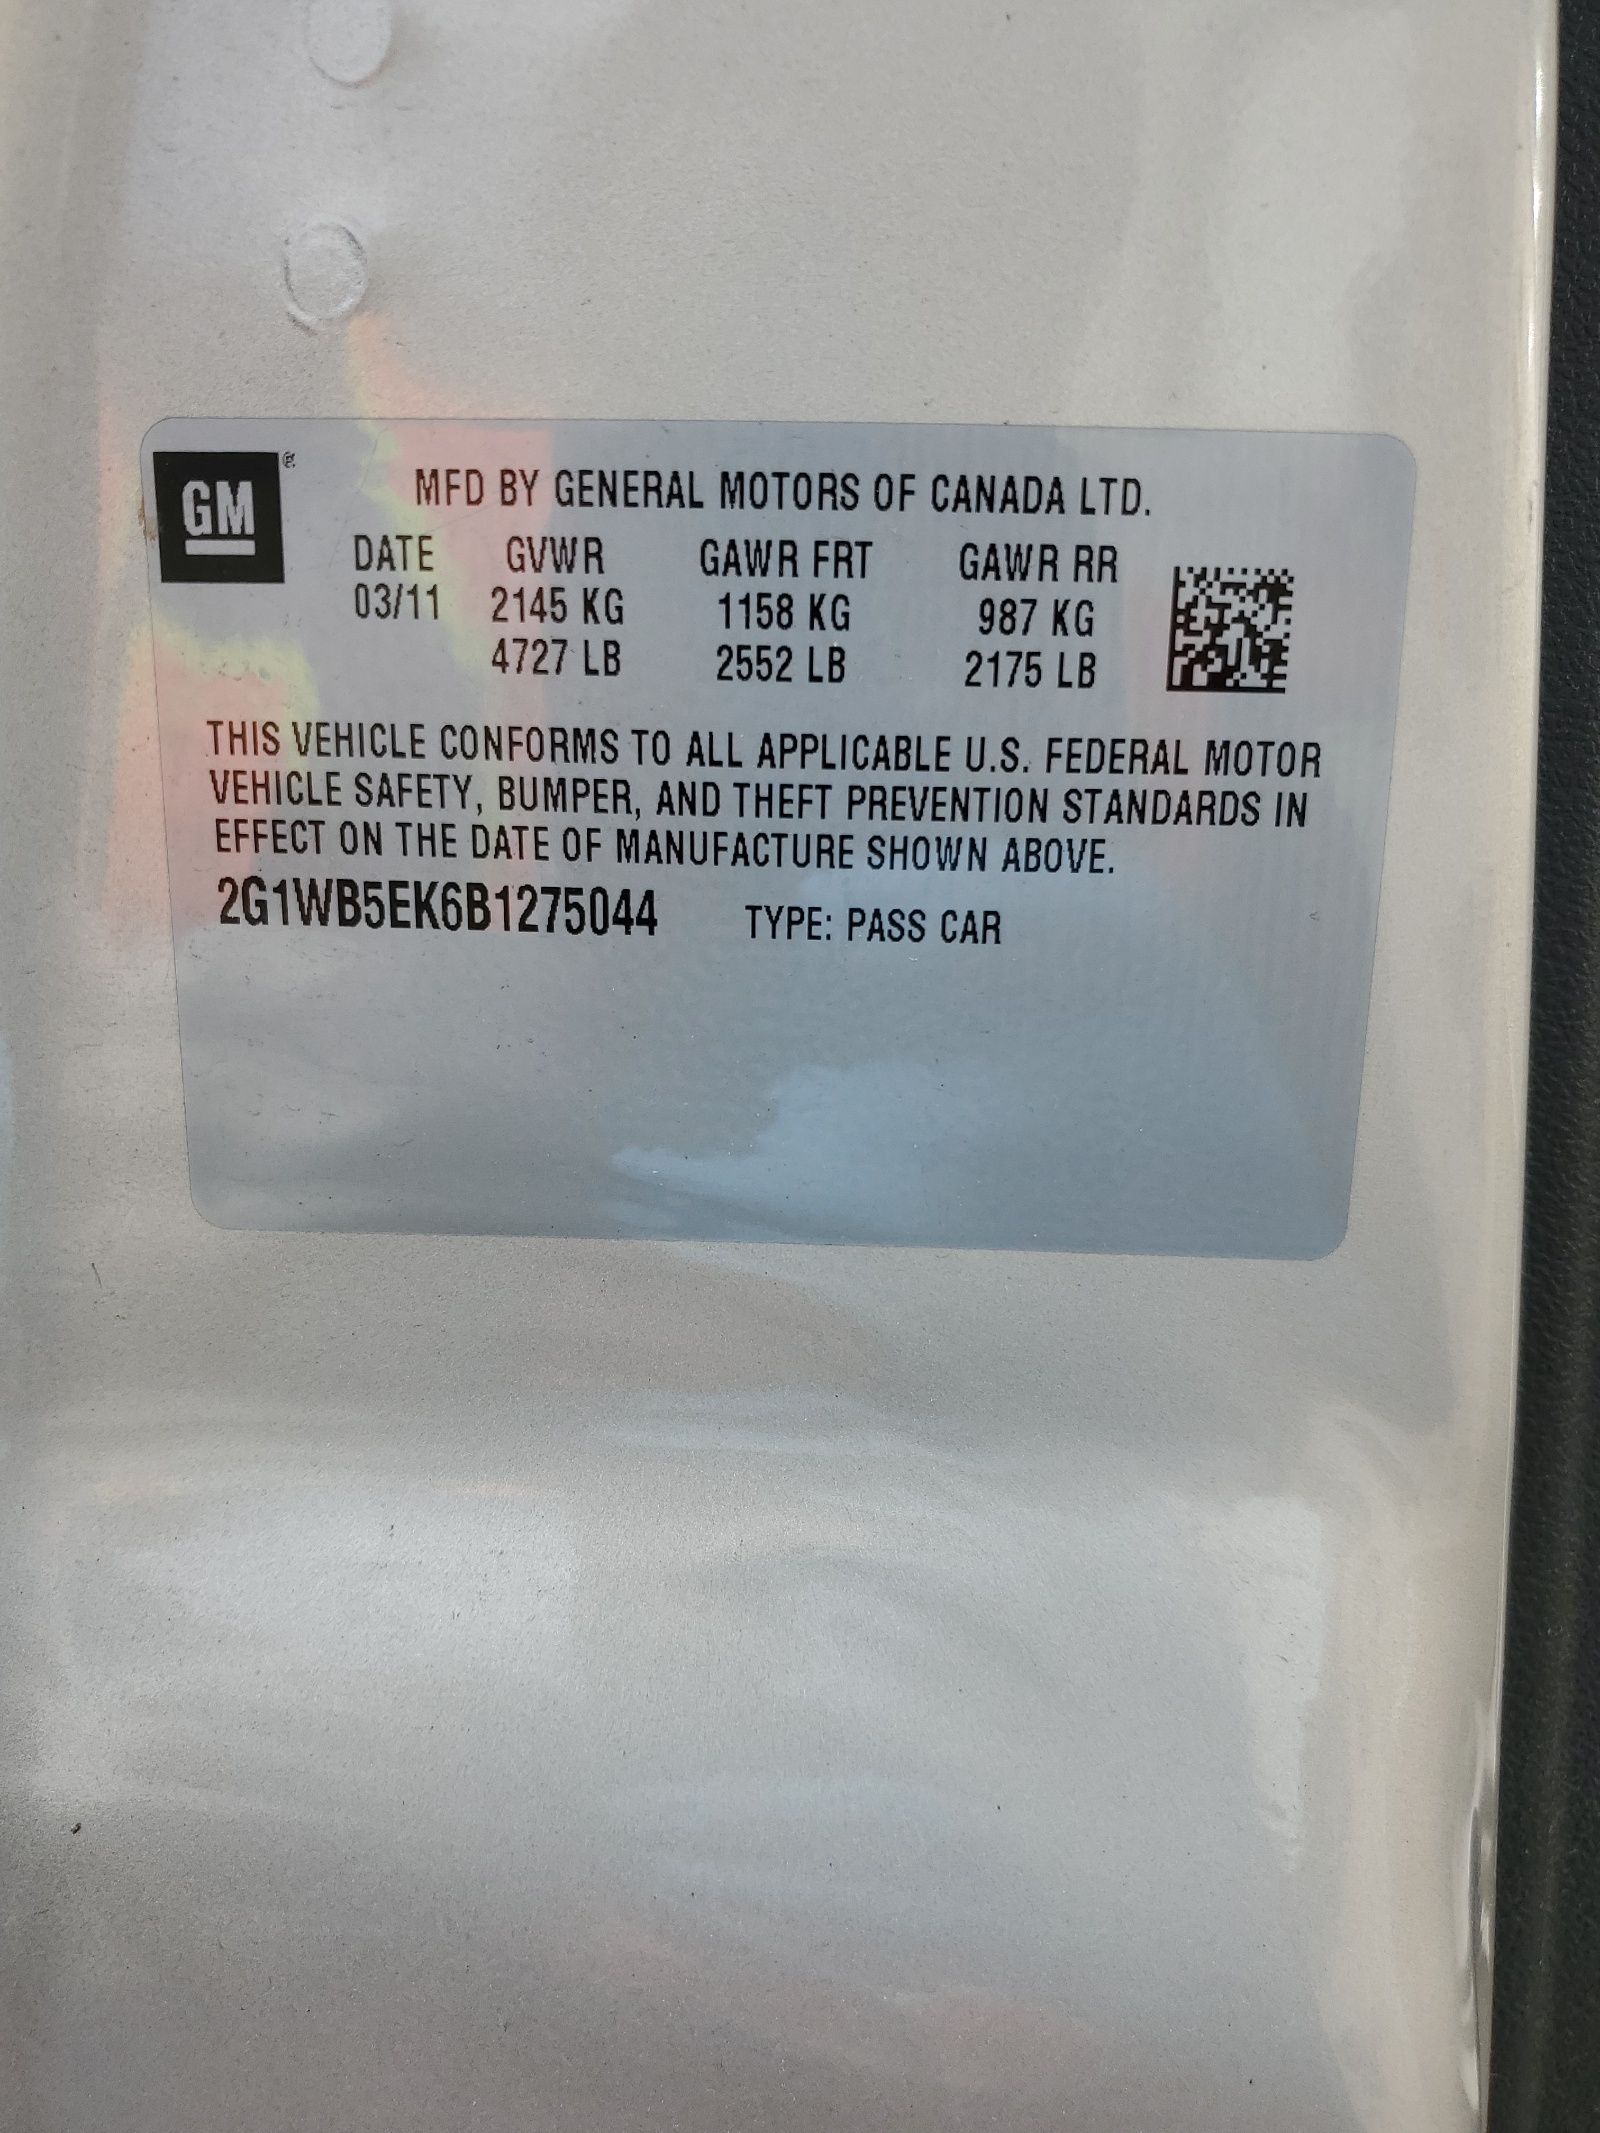 GM
MFD BY GENERAL MOTORS OF CANADA LTD.
DATE GVWR GAWR FRT GAWR RR
03/11 2145 KG 1158 KG 987 KG
4727 LB 2552 LB 2175 LB
THIS VEHICLE CONFORMS TO ALL APPLICABLE U.S. FEDERAL MOTOR
VEHICLE SAFETY, BUMPER, AND THEFT PREVENTION STANDARDS IN
EFFECT ON THE DATE OF MANUFACTURE SHOWN ABOVE.
2G1WB5EK6B1275044 TYPE: PASS CAR